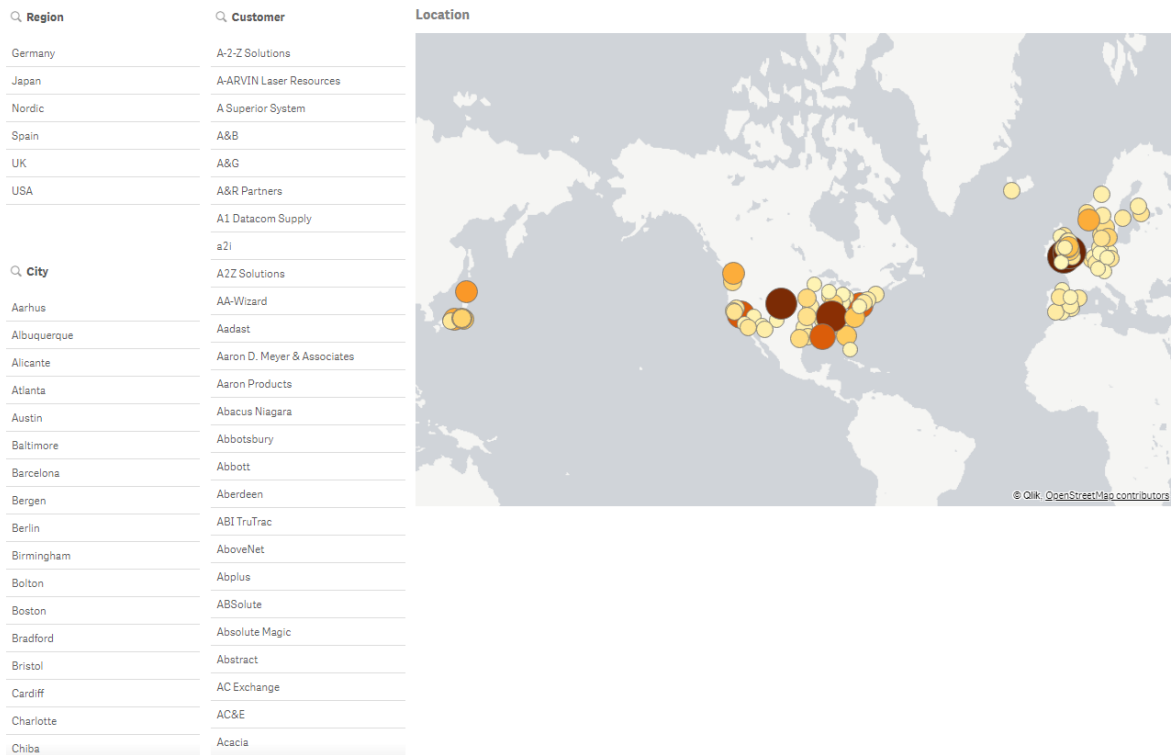 Region
Germany
Japan
Nordic
Spain
UK
USA
City
Aarhus
Albuquerque
Alicante
Atlanta
Austin
Baltimore
Barcelona
Bergen
Berlin
Birmingham
Bolton
Boston
Bradford
Bristol
Cardiff
Charlotte
Chiba
Customer
A-2-Z Solutions
A-ARVIN Laser Resources
A Superior System
A&B
A&G
A&R Partners
A1 Datacom Supply
a2i
A2Z Solutions
AA-Wizard
Aadast
Aaron D. Meyer & Associates
Aaron Products
Abacus Niagara
Abbotsbury
Abbott
Aberdeen
ABI TruTrac
AboveNet
Abplus
ABSolute
Absolute Magic
Abstract
AC Exchange
AC&E
Acacia
Location
© Qlik, OpenStreetMap contributors